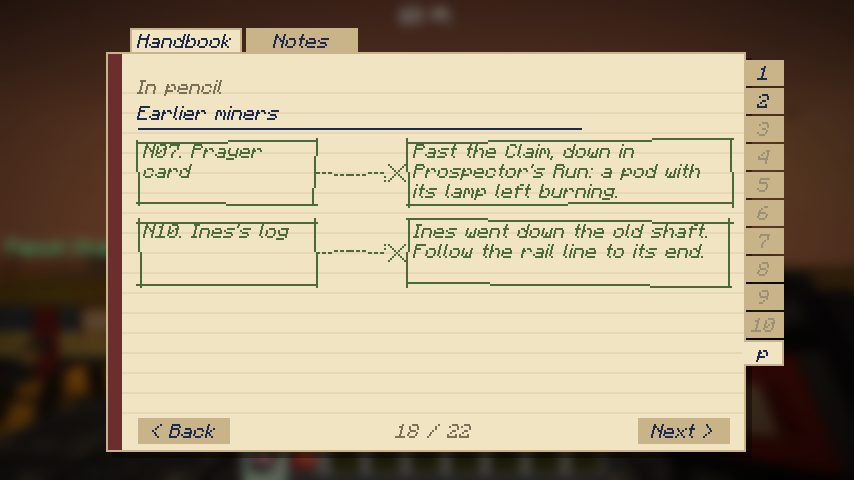 Handbook
Notes
In pencil
Earlier miners
N07. Prayer
card
Past the Claim, down in
Prospector's Run: a pod with
its lamp left burning.
N10. Ines's log
Ines went down the old shaft.
Follow the rail line to its end.
< Back
18 / 22
Next >
1
2
3
4
5
6
7
8
9
10
p